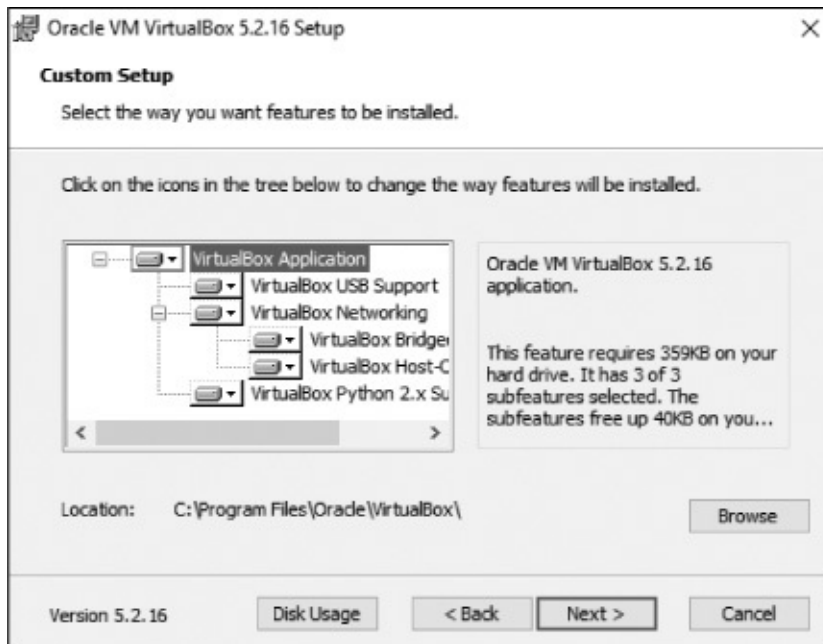 Oracle VM VirtualBox 5.2.16 Setup
Custom Setup
Select the way you want features to be installed.
Click on the icons in the tree below to change the way features will be installed.
VirtualBox Application
VirtualBox USB Support
VirtualBox Networking
VirtualBox Bridge
VirtualBox Host-C
VirtualBox Python 2.x Su
Oracle VM VirtualBox 5.2.16
application.
This feature requires 359KB on your
hard drive. It has 3 of 3
subfeatures selected. The
subfeatures free up 40KB on you...
Location: C:\Program Files\Oracle\VirtualBox\
Browse
Version 5.2.16
Disk Usage
< Back
Next >
Cancel